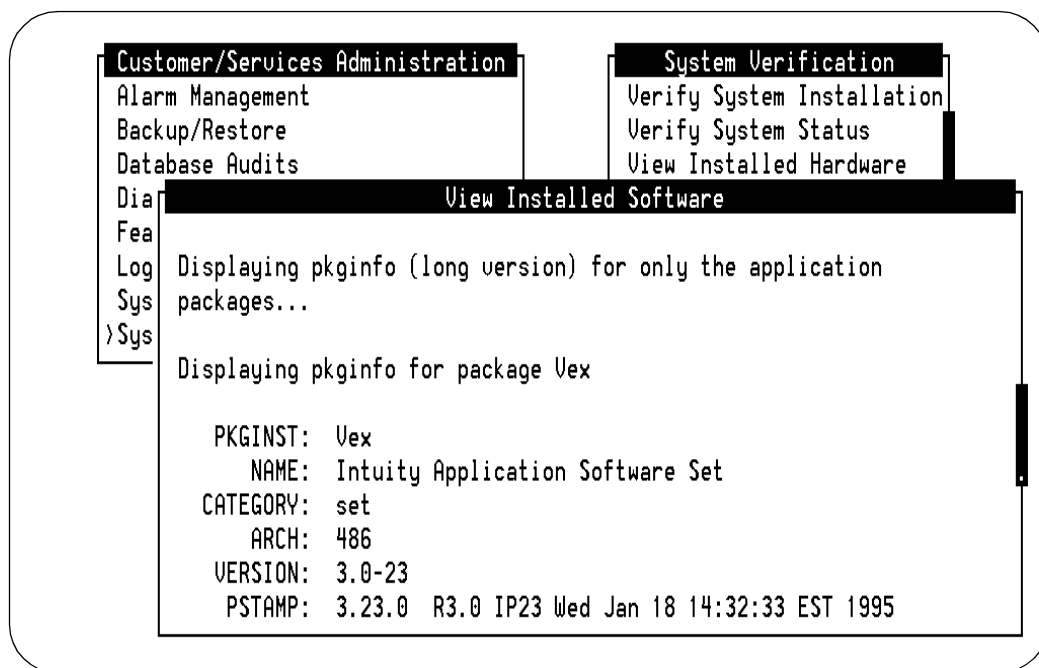 Customer/Services Administration
Alarm Management
Backup/Restore
Database Audits
Dia
Fea
Log
Sys
>Sys
System Verification
Verify System Installation
Verify System Status
View Installed Hardware
View Installed Software
Displaying pkginfo (long version) for only the application
packages...
Displaying pkginfo for package Vex
PKGINST: Vex
NAME: Intuity Application Software Set
CATEGORY: set
ARCH: 486
VERSION: 3.0-23
PSTAMP: 3.23.0 R3.0 IP23 Wed Jan 18 14:32:33 EST 1995